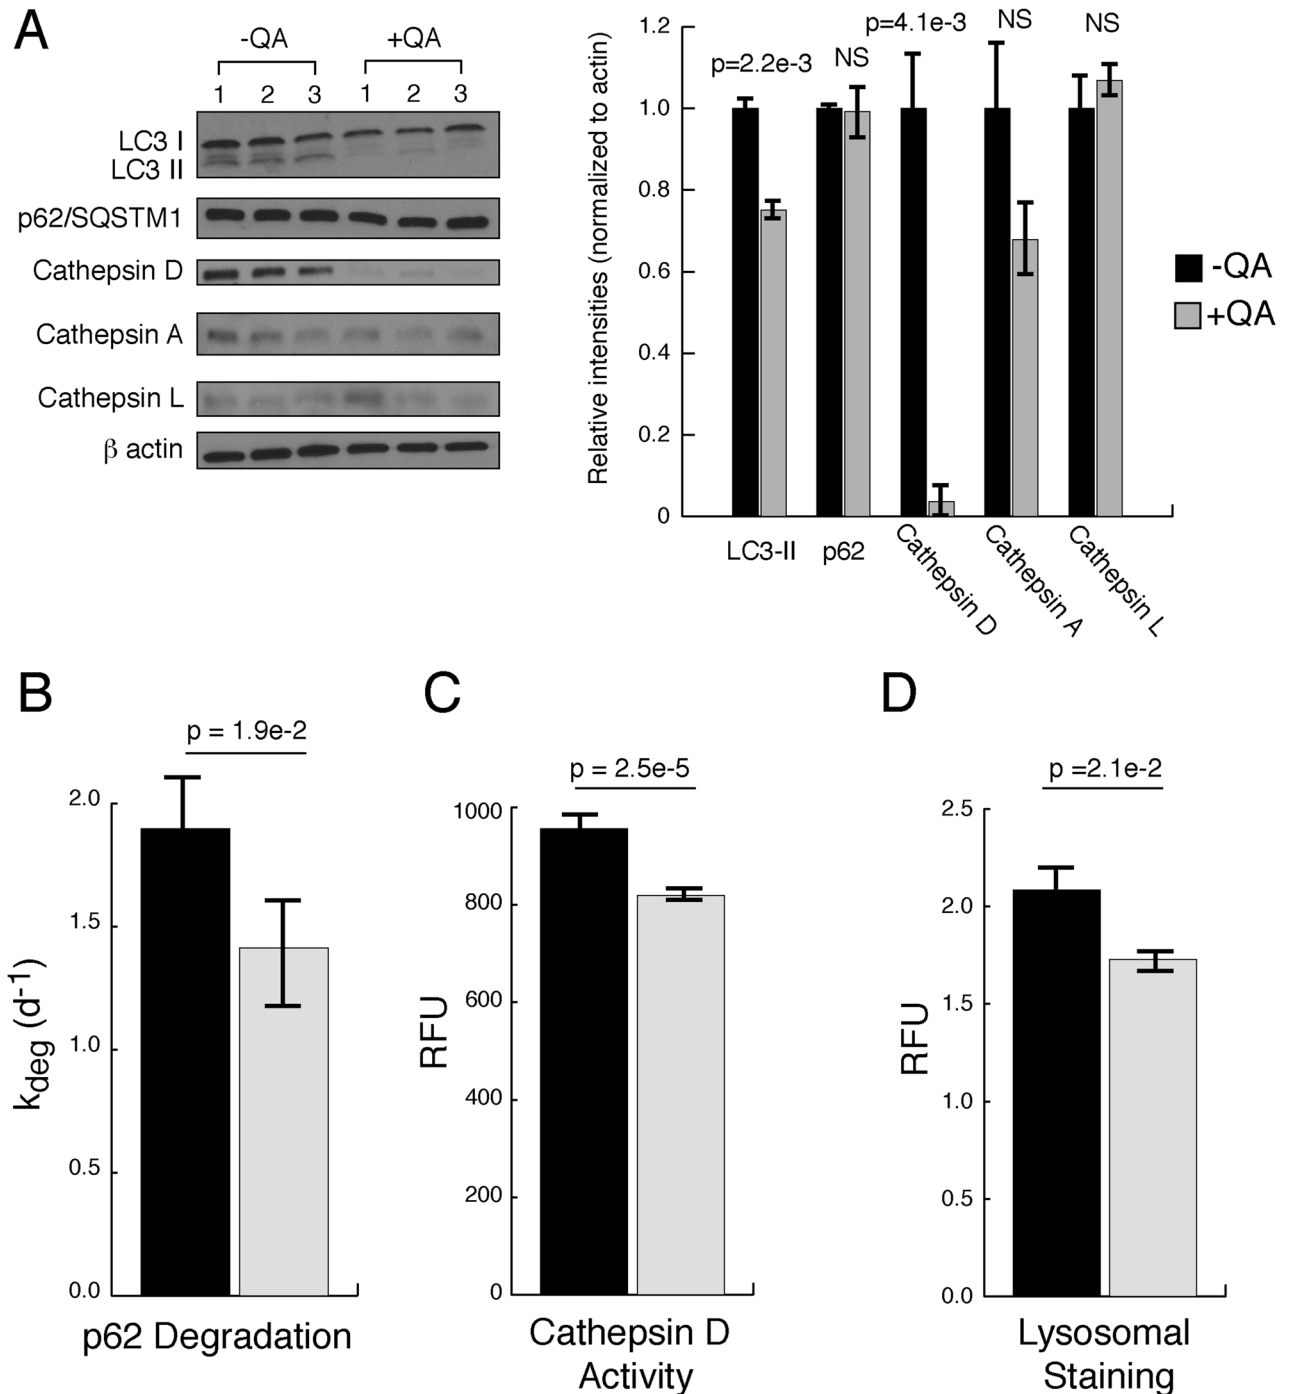 A
-QA +QA
1 2 3 1 2 3
LC3 I
LC3 II
p62/SQSTM1
Cathepsin D
Cathepsin A
Cathepsin L
β actin
Relative intensities (normalized to actin)
1.2
1.0
0.8
0.6
0.4
0.2
0
p=2.2e-3
NS
p=4.1e-3
NS
NS
LC3-II
p62
Cathepsin D
Cathepsin A
Cathepsin L
-QA
+QA
B
p = 1.9e-2
kdeg (d-1)
2.0
1.5
1.0
0.5
0.0
p62 Degradation
C
p = 2.5e-5
RFU
1000
800
600
400
200
0
Cathepsin D
Activity
D
p =2.1e-2
RFU
2.5
2.0
1.5
1.0
0.5
0.0
Lysosomal
Staining